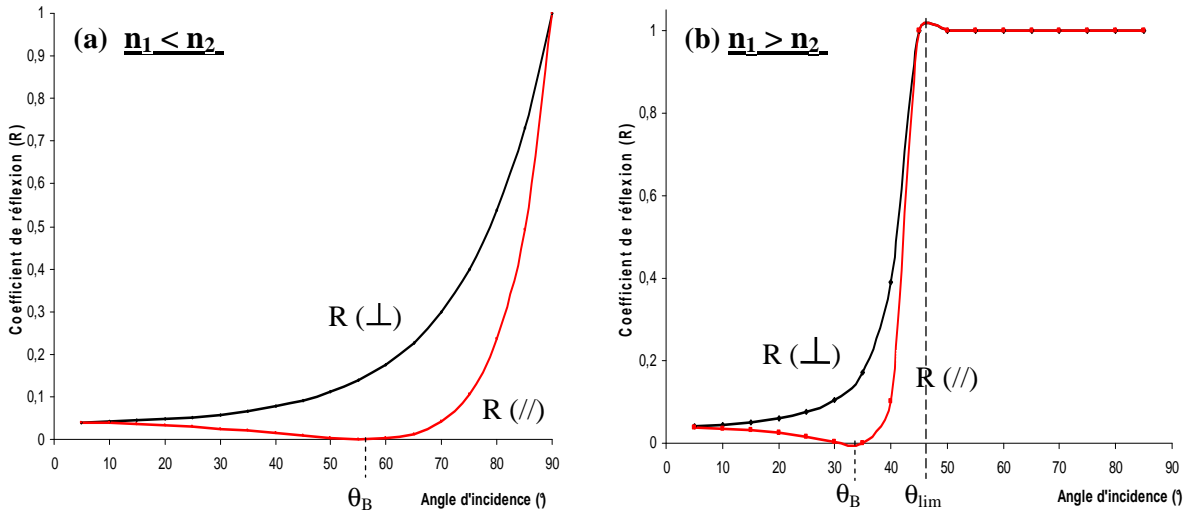 (a) n1 < n2
Coefficient de réflexion (R)
1
0,9
0,8
0,7
0,6
0,5
0,4
0,3
0,2
0,1
0
R (⊥)
R (//)
0 10 20 30 40 50 60 70 80 90
θB
Angle d'incidence (°)
(b) n1 > n2
Coefficient de réflexion (R)
1
0,8
0,6
0,4
0,2
0
R (⊥)
R (//)
0 10 20 30 40 50 60 70 80 90
θB
θlim
Angle d'incidence (°)